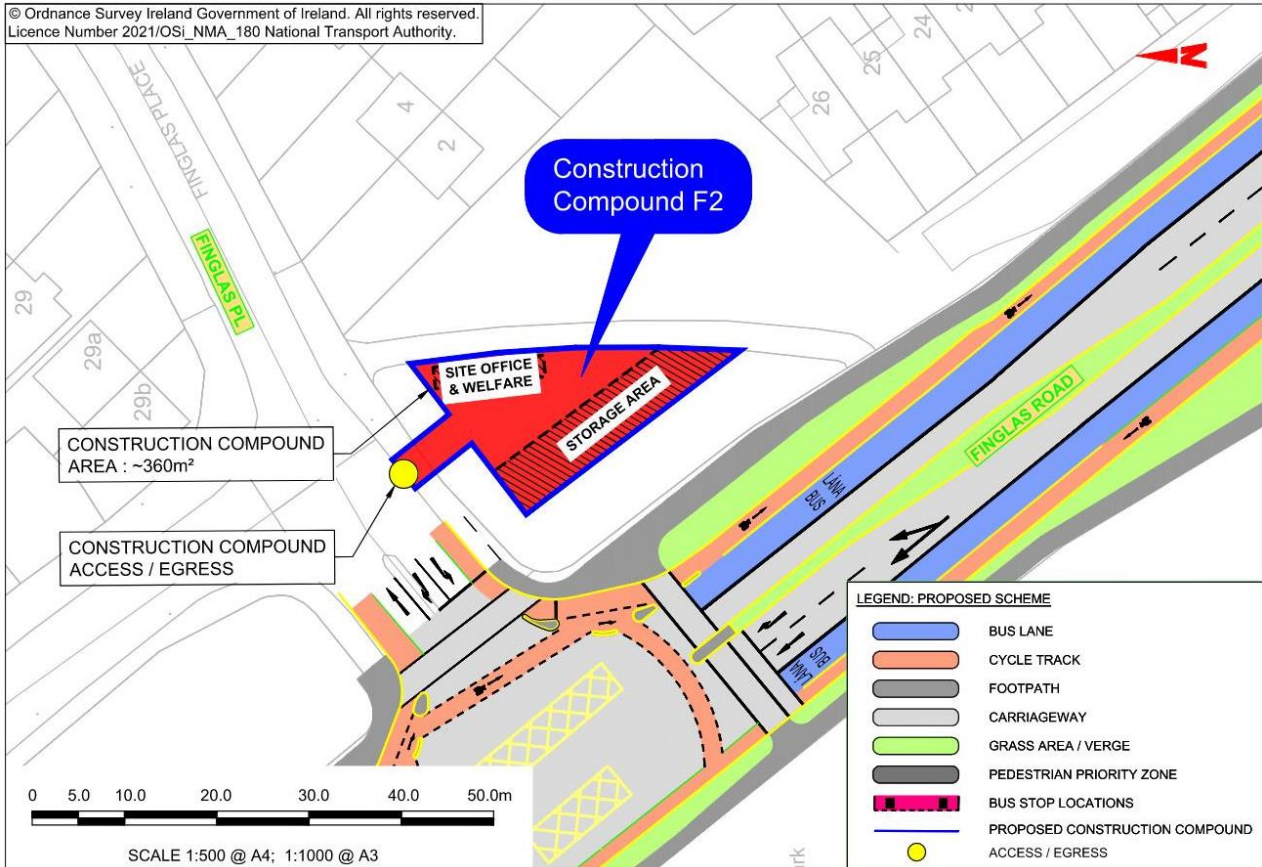 © Ordnance Survey Ireland Government of Ireland. All rights reserved.
Licence Number 2021/OSi_NMA_180 National Transport Authority.
N
FINGLAS PLACE
4
2
24
25
26
Construction
Compound F2
FINGLAS PL
29
29a
29b
SITE OFFICE
& WELFARE
STORAGE AREA
CONSTRUCTION COMPOUND
AREA : ~360m²
CONSTRUCTION COMPOUND
ACCESS / EGRESS
FINGLAS ROAD
LÁNA
BUS
LÁNA
BUS
LEGEND: PROPOSED SCHEME
BUS LANE
CYCLE TRACK
FOOTPATH
CARRIAGEWAY
GRASS AREA / VERGE
PEDESTRIAN PRIORITY ZONE
BUS STOP LOCATIONS
PROPOSED CONSTRUCTION COMPOUND
ACCESS / EGRESS
0 5.0 10.0 20.0 30.0 40.0 50.0m
SCALE 1:500 @ A4; 1:1000 @ A3